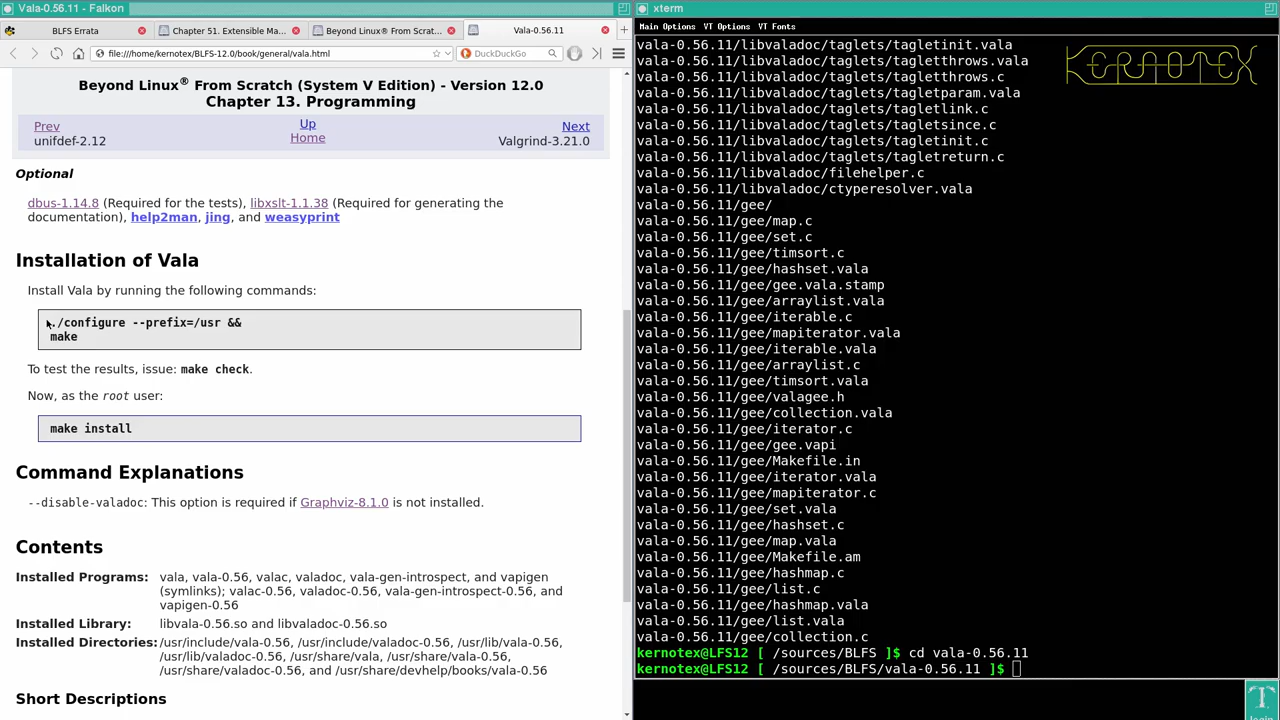 Vala-0.56.11 - Falkon
BLFS Errata
Chapter 51. Extensible Ma...
Beyond Linux® From Scrat...
Vala-0.56.11
file:///home/kernotex/BLFS-12.0/book/general/vala.html
DuckDuckGo
Beyond Linux® From Scratch (System V Edition) - Version 12.0
Chapter 13. Programming
Prev
Up
Next
unifdef-2.12
Home
Valgrind-3.21.0
Optional
dbus-1.14.8 (Required for the tests), libxslt-1.1.38 (Required for generating the
documentation), help2man, jing, and weasyprint
Installation of Vala
Install Vala by running the following commands:
./configure --prefix=/usr &&
make
To test the results, issue: make check.
Now, as the root user:
make install
Command Explanations
--disable-valadoc: This option is required if Graphviz-8.1.0 is not installed.
Contents
Installed Programs: vala, vala-0.56, valac, valadoc, vala-gen-introspect, and vapigen
(symlinks); valac-0.56, valadoc-0.56, vala-gen-introspect-0.56, and
vapigen-0.56
Installed Library: libvala-0.56.so and libvaladoc-0.56.so
Installed Directories: /usr/include/vala-0.56, /usr/include/valadoc-0.56, /usr/lib/vala-0.56,
/usr/lib/valadoc-0.56, /usr/share/vala, /usr/share/vala-0.56,
/usr/share/valadoc-0.56, and /usr/share/devhelp/books/vala-0.56
Short Descriptions
xterm
Main Options VT Options VT Fonts
KERNOTEX
vala-0.56.11/libvaladoc/taglets/tagletinit.vala
vala-0.56.11/libvaladoc/taglets/tagletthrows.vala
vala-0.56.11/libvaladoc/taglets/tagletthrows.c
vala-0.56.11/libvaladoc/taglets/tagletparam.vala
vala-0.56.11/libvaladoc/taglets/tagletlink.c
vala-0.56.11/libvaladoc/taglets/tagletsince.c
vala-0.56.11/libvaladoc/taglets/tagletinit.c
vala-0.56.11/libvaladoc/taglets/tagletreturn.c
vala-0.56.11/libvaladoc/filehelper.c
vala-0.56.11/libvaladoc/ctyperesolver.vala
vala-0.56.11/gee/
vala-0.56.11/gee/map.c
vala-0.56.11/gee/set.c
vala-0.56.11/gee/timsort.c
vala-0.56.11/gee/hashset.vala
vala-0.56.11/gee/gee.vala.stamp
vala-0.56.11/gee/arraylist.vala
vala-0.56.11/gee/iterable.c
vala-0.56.11/gee/mapiterator.vala
vala-0.56.11/gee/iterable.vala
vala-0.56.11/gee/arraylist.c
vala-0.56.11/gee/timsort.vala
vala-0.56.11/gee/valagee.h
vala-0.56.11/gee/collection.vala
vala-0.56.11/gee/iterator.c
vala-0.56.11/gee/gee.vapi
vala-0.56.11/gee/Makefile.in
vala-0.56.11/gee/iterator.vala
vala-0.56.11/gee/mapiterator.c
vala-0.56.11/gee/set.vala
vala-0.56.11/gee/hashset.c
vala-0.56.11/gee/map.vala
vala-0.56.11/gee/Makefile.am
vala-0.56.11/gee/hashmap.c
vala-0.56.11/gee/list.c
vala-0.56.11/gee/hashmap.vala
vala-0.56.11/gee/list.vala
vala-0.56.11/gee/collection.c
kernotex@LFS12 [ /sources/BLFS ]$ cd vala-0.56.11
kernotex@LFS12 [ /sources/BLFS/vala-0.56.11 ]$
login